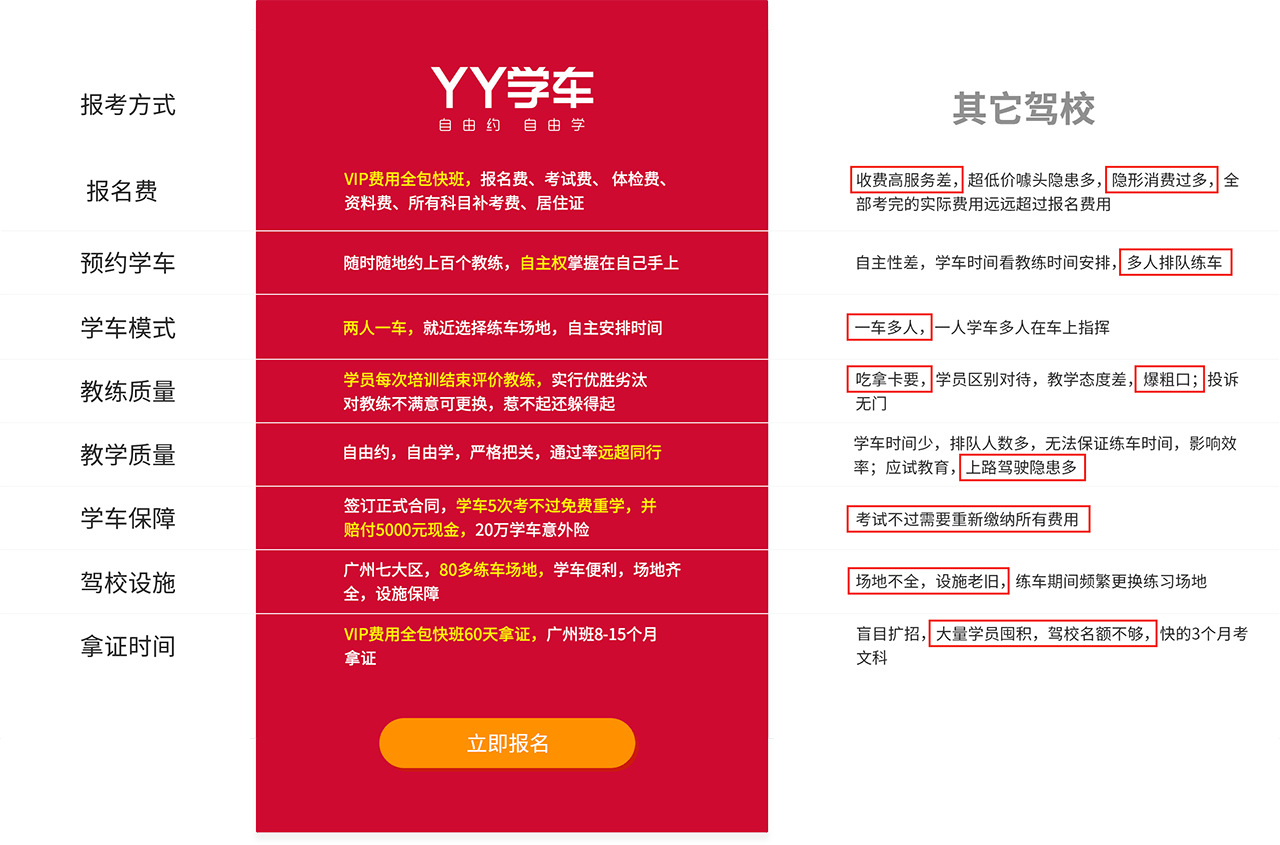 报考方式
YY学车
自由约 自由学
其它驾校
报名费
VIP费用全包快班，报名费、考试费、 体检费、
资料费、所有科目补考费、居住证
收费高服务差，超低价噱头隐患多，隐形消费过多，全
部考完的实际费用远远超过报名费用
预约学车
随时随地约上百个教练，自主权掌握在自己手上
自主性差，学车时间看教练时间安排，多人排队练车
学车模式
两人一车，就近选择练车场地，自主安排时间
一车多人，一人学车多人在车上指挥
教练质量
学员每次培训结束评价教练，实行优胜劣汰
对教练不满意可更换，惹不起还躲得起
吃拿卡要，学员区别对待，教学态度差，爆粗口；投诉
无门
教学质量
自由约，自由学，严格把关，通过率远超同行
学车时间少，排队人数多，无法保证练车时间，影响效
率；应试教育，上路驾驶隐患多
学车保障
签订正式合同，学车5次考不过免费重学，并
赔付5000元现金，20万学车意外险
考试不过需要重新缴纳所有费用
驾校设施
广州七大区，80多练车场地，学车便利，场地齐
全，设施保障
场地不全，设施老旧，练车期间频繁更换练习场地
拿证时间
VIP费用全包快班60天拿证，广州班8-15个月
拿证
盲目扩招，大量学员囤积，驾校名额不够，快的3个月考
文科
立即报名